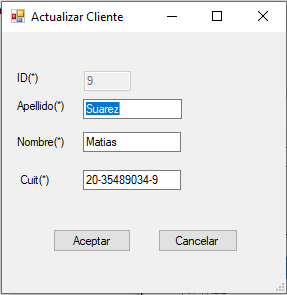 Actualizar Cliente
ID(*) 9
Apellido(*) Suarez
Nombre(*) Matias
Cuit(*) 20-35489034-9
Aceptar Cancelar